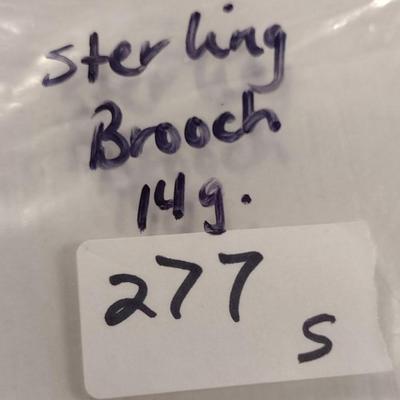 Sterling
Brooch
14g.
277
S